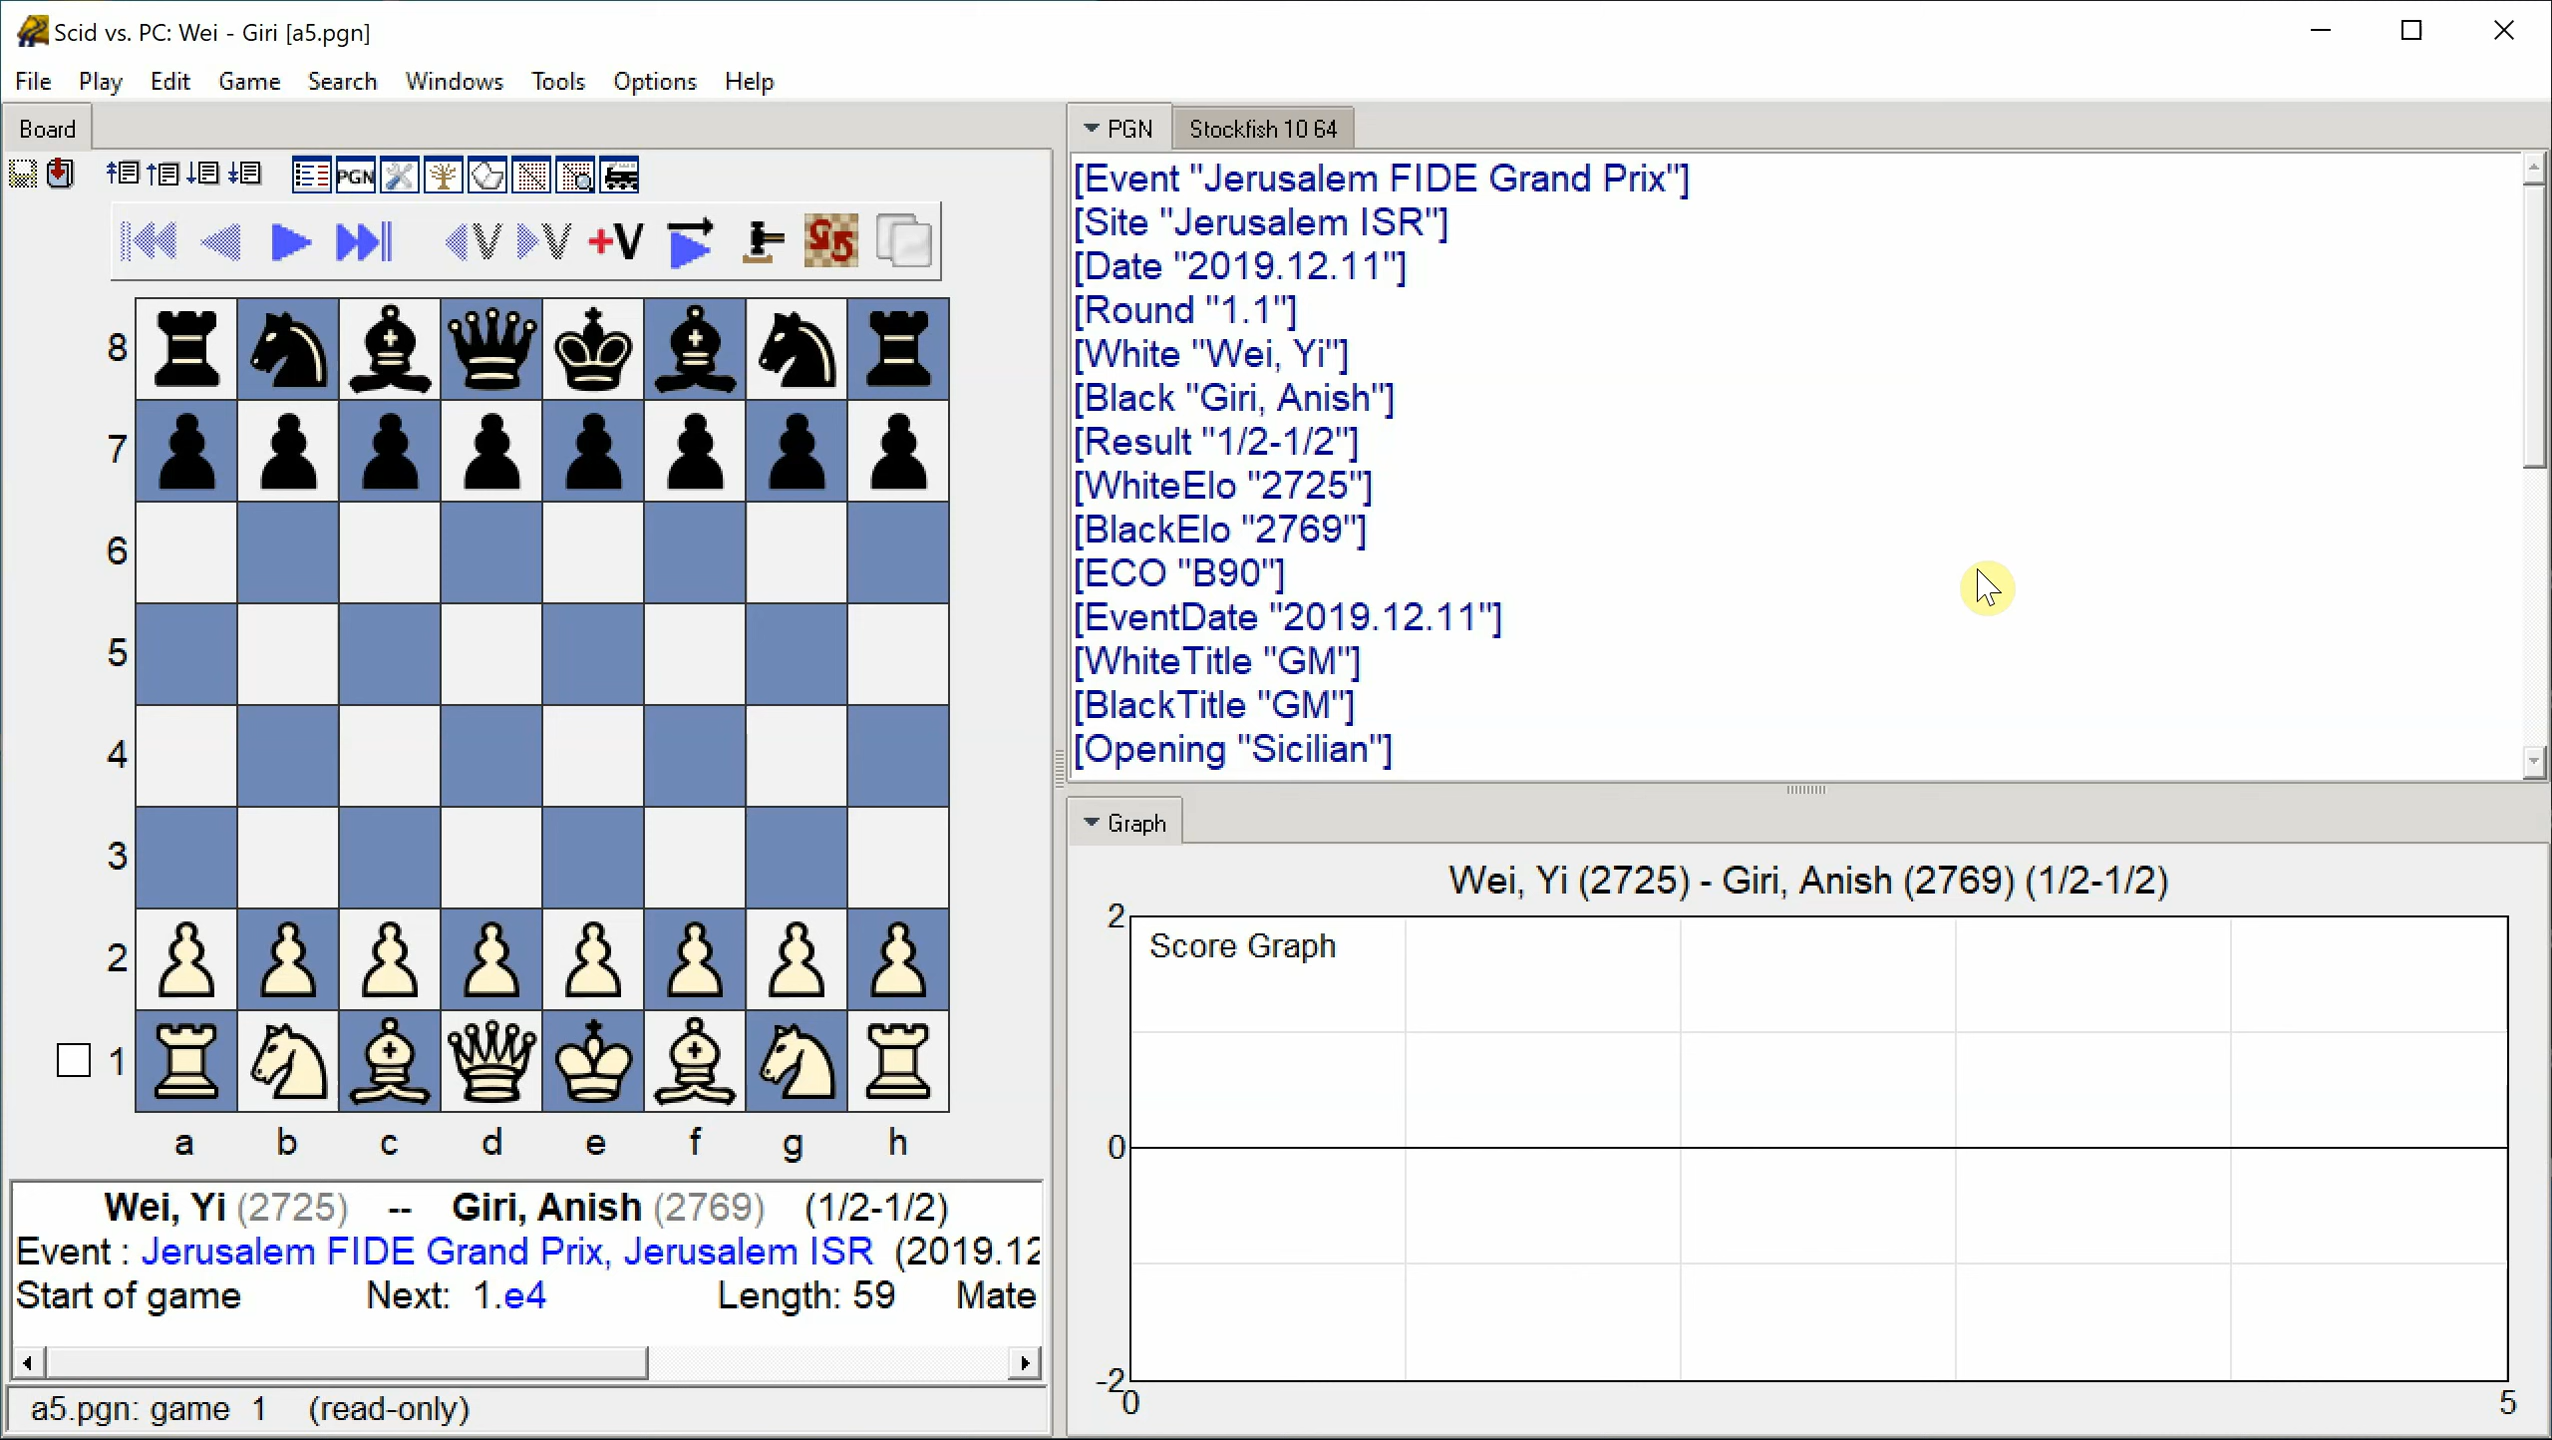 Scid vs. PC: Wei - Giri [a5.pgn]
File Play Edit Game Search Windows Tools Options Help
Board
PGN
V V +V
8
7
6
5
4
3
2
1
a b c d e f g h
Wei, Yi (2725) -- Giri, Anish (2769) (1/2-1/2)
Event : Jerusalem FIDE Grand Prix, Jerusalem ISR (2019.12
Start of game Next: 1.e4 Length: 59 Mate
a5.pgn: game 1 (read-only)
PGN Stockfish 10 64
[Event "Jerusalem FIDE Grand Prix"]
[Site "Jerusalem ISR"]
[Date "2019.12.11"]
[Round "1.1"]
[White "Wei, Yi"]
[Black "Giri, Anish"]
[Result "1/2-1/2"]
[WhiteElo "2725"]
[BlackElo "2769"]
[ECO "B90"]
[EventDate "2019.12.11"]
[WhiteTitle "GM"]
[BlackTitle "GM"]
[Opening "Sicilian"]
Graph
Wei, Yi (2725) - Giri, Anish (2769) (1/2-1/2)
2
Score Graph
0
-2
0 5